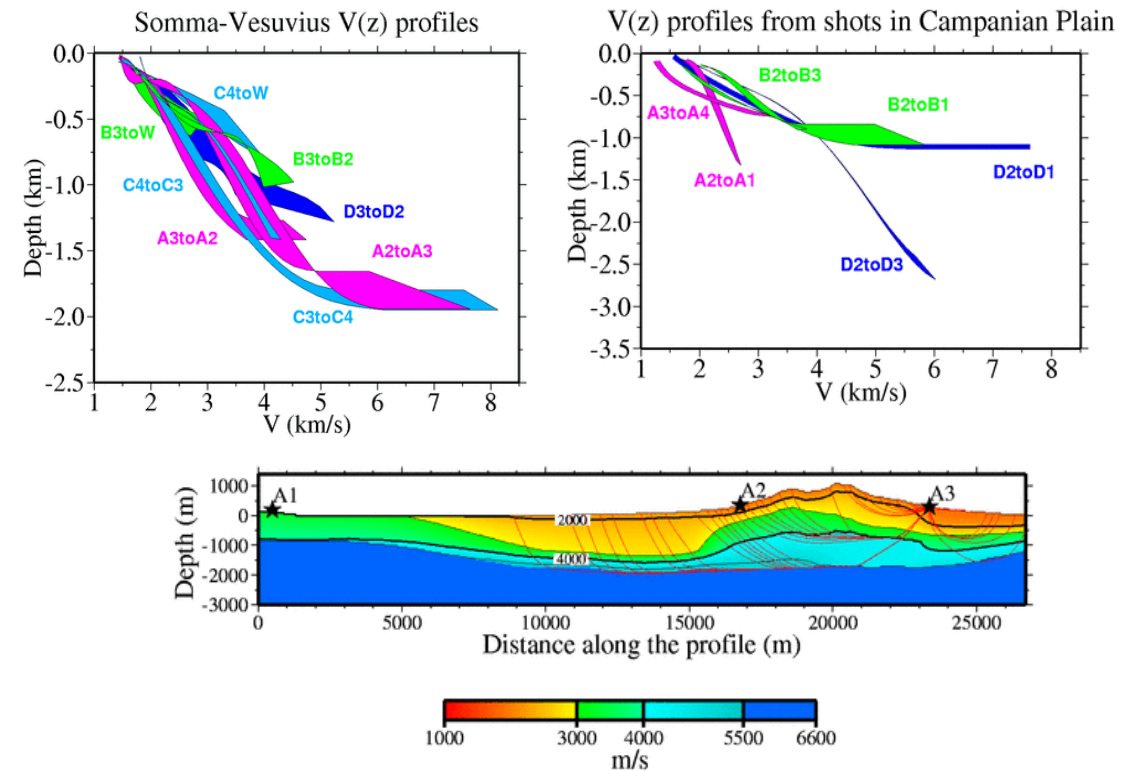 Somma-Vesuvius V(z) profiles
0.0
-0.5
-1.0
-1.5
-2.0
-2.5
Depth (km)
C4toW
B3toW
B3toB2
C4toC3
D3toD2
A3toA2
A2toA3
C3toC4
1 2 3 4 5 6 7 8
V (km/s)
V(z) profiles from shots in Campanian Plain
0.0
-0.5
-1.0
-1.5
-2.0
-2.5
-3.0
-3.5
Depth (km)
B2toB3
B2toB1
A3toA4
A2toA1
D2toD1
D2toD3
1 2 3 4 5 6 7 8
V (km/s)
1000
0
-1000
-2000
-3000
Depth (m)
A1
A2
A3
2000
4000
0 5000 10000 15000 20000 25000
Distance along the profile (m)
1000 3000 4000 5500 6600
m/s